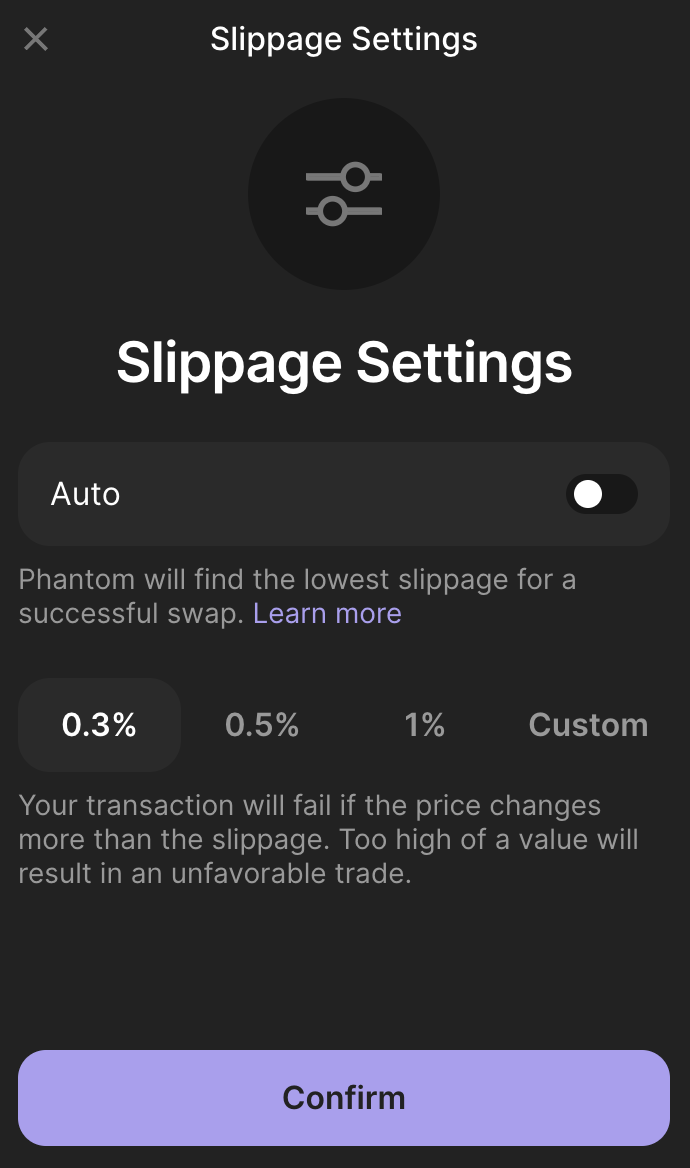 Slippage Settings
Slippage Settings
Auto
Phantom will find the lowest slippage for a
successful swap. Learn more
0.3% 0.5% 1% Custom
Your transaction will fail if the price changes
more than the slippage. Too high of a value will
result in an unfavorable trade.
Confirm